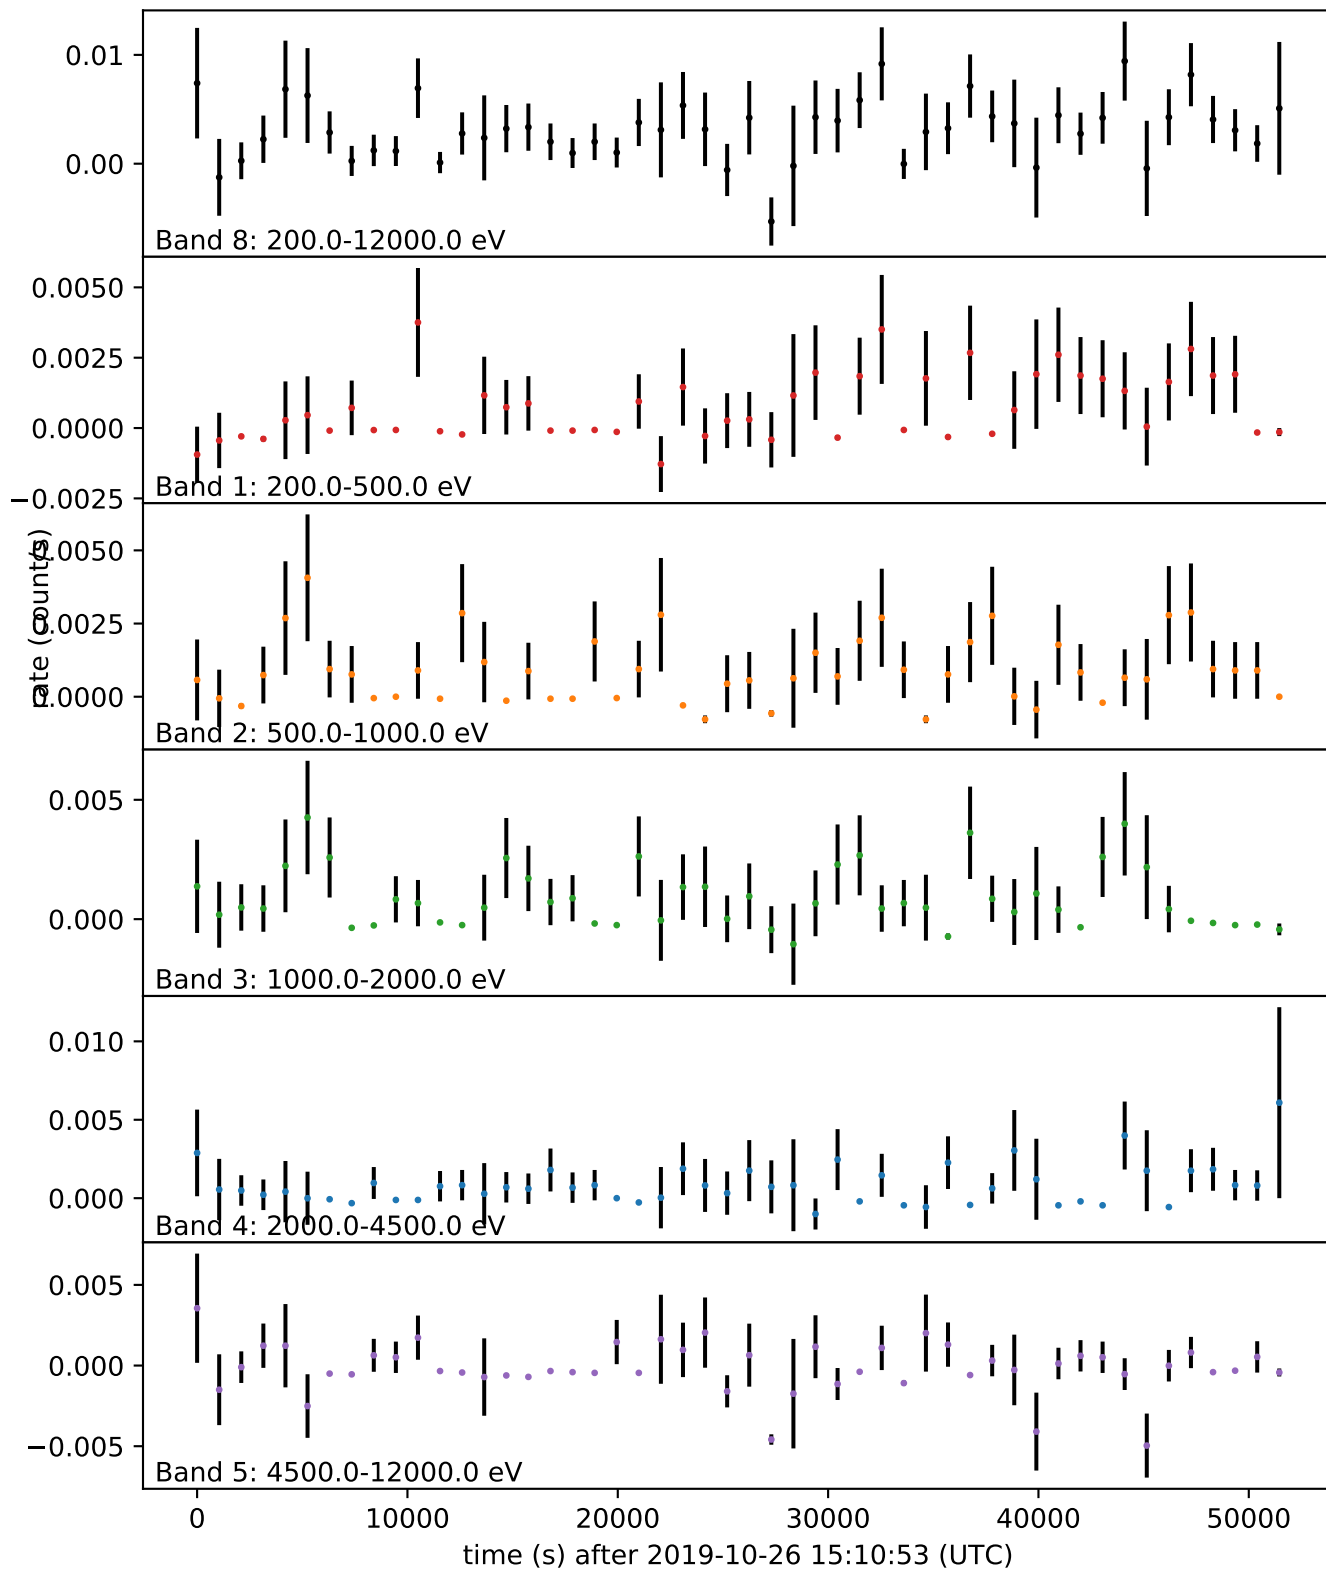 0.01
0.00
Band 8: 200.0-12000.0 eV
0.0050
0.0025
0.0000
−0.0025
Band 1: 200.0-500.0 eV
rate (count/s)
0.0050
0.0025
0.0000
Band 2: 500.0-1000.0 eV
0.005
0.000
Band 3: 1000.0-2000.0 eV
0.010
0.005
0.000
Band 4: 2000.0-4500.0 eV
0.005
0.000
−0.005
Band 5: 4500.0-12000.0 eV
0 10000 20000 30000 40000 50000
time (s) after 2019-10-26 15:10:53 (UTC)